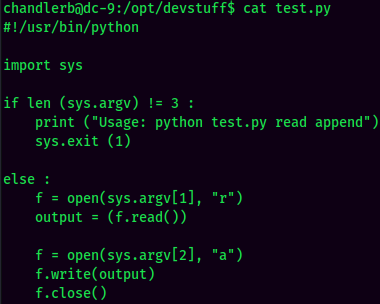 chandlerb@dc-9:/opt/devstuff$ cat test.py
#!/usr/bin/python

import sys

if len (sys.argv) != 3 :
    print ("Usage: python test.py read append")
    sys.exit (1)

else :
    f = open(sys.argv[1], "r")
    output = (f.read())

    f = open(sys.argv[2], "a")
    f.write(output)
    f.close()